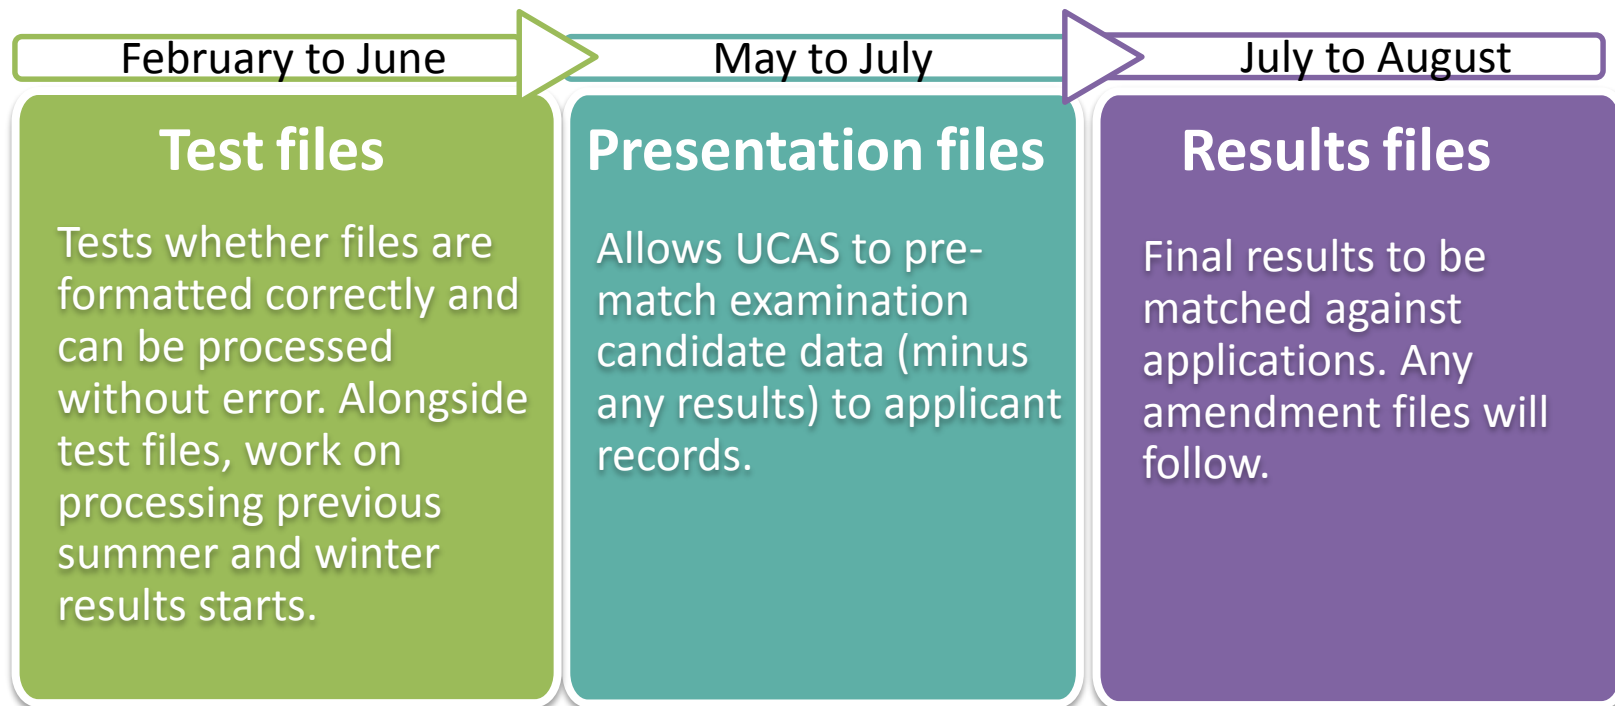 February to June
May to July
July to August
Test files
Tests whether files are
formatted correctly and
can be processed
without error. Alongside
test files, work on
processing previous
summer and winter
results starts.
Presentation files
Allows UCAS to pre-
match examination
candidate data (minus
any results) to applicant
records.
Results files
Final results to be
matched against
applications. Any
amendment files will
follow.